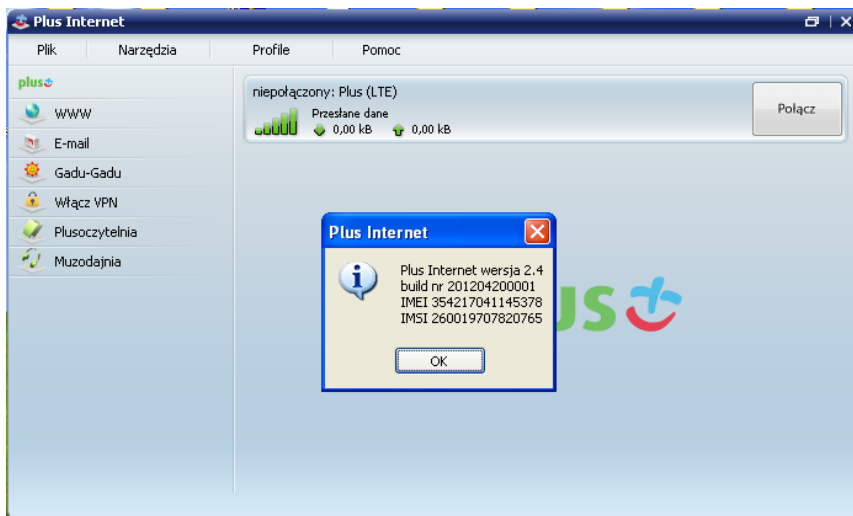 Plus Internet
Plik Narzędzia Profile Pomoc
plus
niepołączony: Plus (LTE)
Przesłane dane
0,00 kB 0,00 kB
Połącz
WWW
E-mail
Gadu-Gadu
Włącz VPN
Plusoczytelnia
Muzodajnia
Plus Internet
Plus Internet wersja 2.4
build nr 201204200001
IMEI 354217041145378
IMSI 260019707820765
OK
us